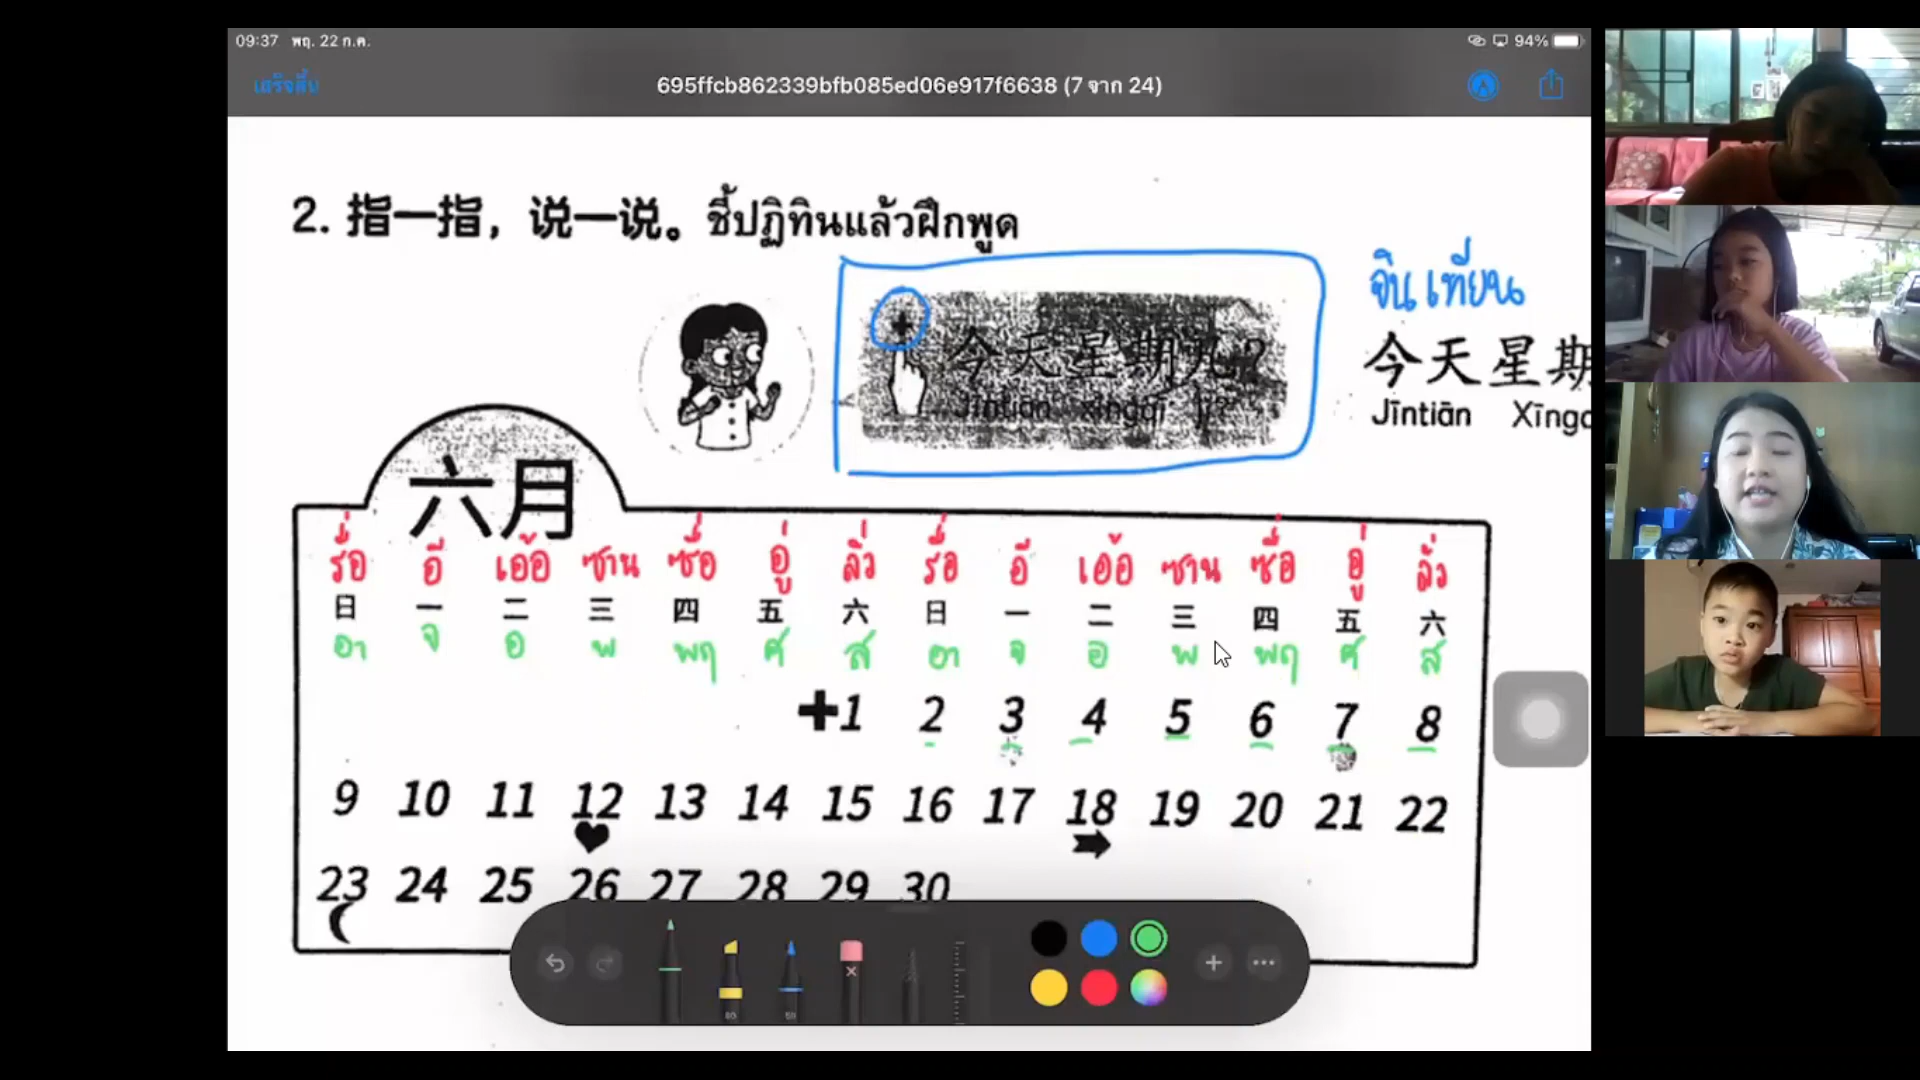 09:37 พฤ. 22 ก.ค. 94%
เสร็จสิ้น 695ffcb862339bfb085ed06e917f6638 (7 จาก 24)
2. 指一指，说一说。 ชี้ปฏิทินแล้วฝึกพูด
จินเทียน
今天星期几?
Jīntiān xīngqī jǐ?
今天星期
Jīntiān Xīngq
六月
รื่อ อี เอ้อ ซาน ซื่อ อู่ ลิ่ว รื่อ อี เอ้อ ซาน ซื่อ อู่ ลิ่ว
日 一 二 三 四 五 六 日 一 二 三 四 五 六
อา จ อ พ พฤ ศ ส อา จ อ พ พฤ ศ ส
1 2 3 4 5 6 7 8
9 10 11 12 13 14 15 16 17 18 19 20 21 22
23 24 25 26 27 28 29 30